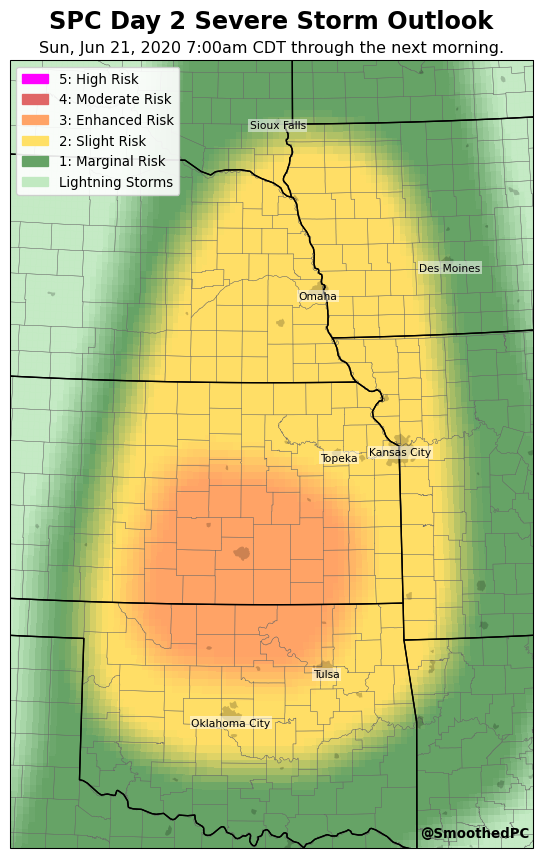 SPC Day 2 Severe Storm Outlook
Sun, Jun 21, 2020 7:00am CDT through the next morning.
5: High Risk
4: Moderate Risk
3: Enhanced Risk
2: Slight Risk
1: Marginal Risk
Lightning Storms
Sioux Falls
Des Moines
Omaha
Kansas City
Topeka
Tulsa
Oklahoma City
@SmoothedPC